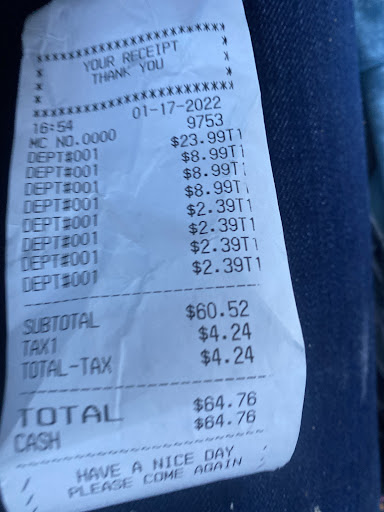 YOUR RECEIPT
THANK YOU
16:54 01-17-2022
MC NO.0000 9753
DEPT#001 $23.99T1
DEPT#001 $8.99T1
DEPT#001 $8.99T1
DEPT#001 $8.99T1
DEPT#001 $2.39T1
DEPT#001 $2.39T1
DEPT#001 $2.39T1
DEPT#001 $2.39T1
SUBTOTAL $60.52
TAX1 $4.24
TOTAL-TAX $4.24
TOTAL $64.76
CASH $64.76
HAVE A NICE DAY
PLEASE COME AGAIN